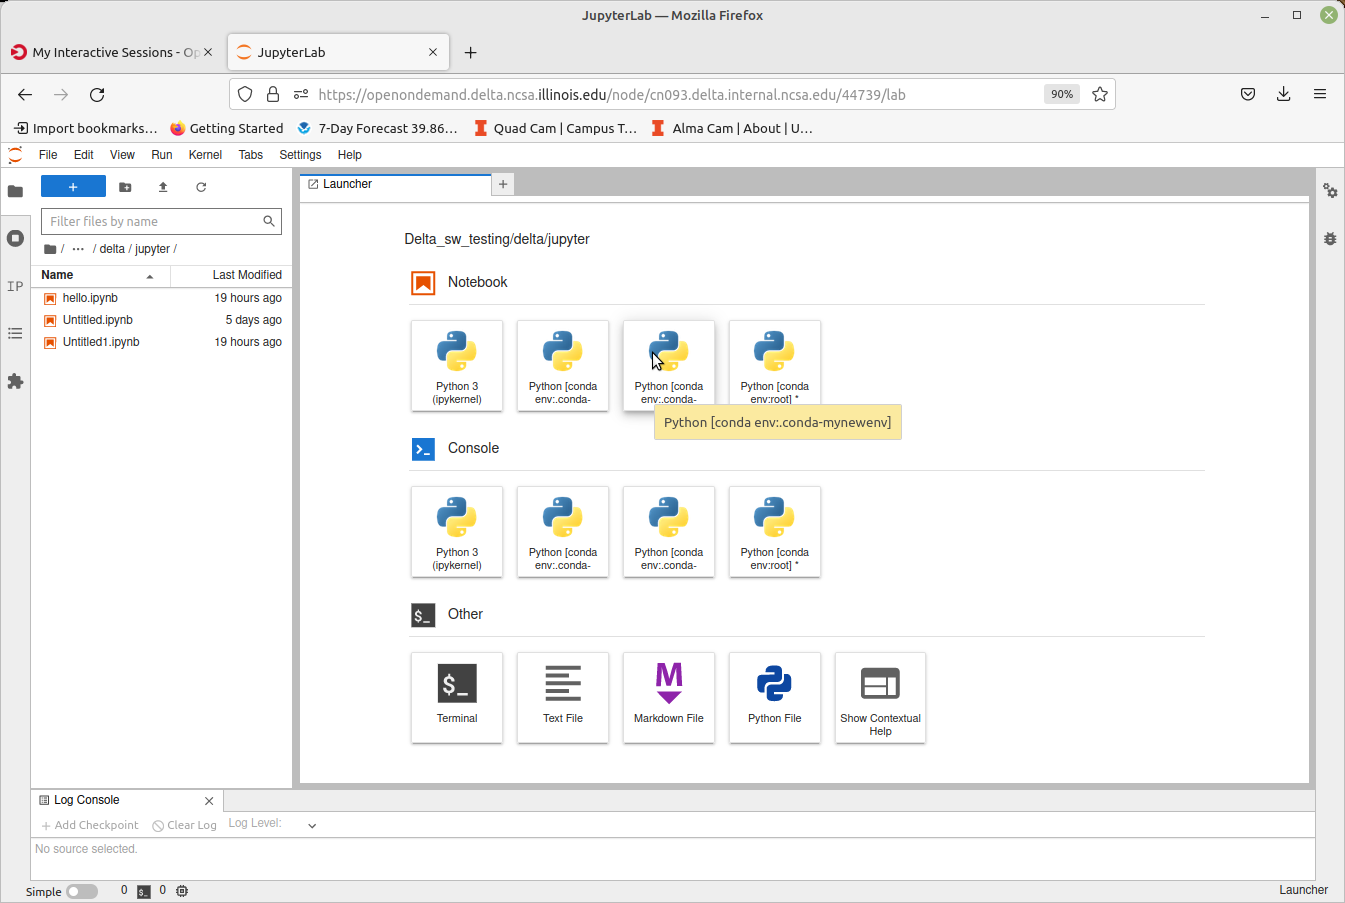 JupyterLab — Mozilla Firefox
My Interactive Sessions - Op
JupyterLab
https://openondemand.delta.ncsa.illinois.edu/node/cn093.delta.internal.ncsa.edu/44739/lab
90%
Import bookmarks…
Getting Started
7-Day Forecast 39.86…
Quad Cam | Campus T…
Alma Cam | About | U…
File Edit View Run Kernel Tabs Settings Help
+
Filter files by name
/ ··· / delta / jupyter /
Name Last Modified
hello.ipynb 19 hours ago
Untitled.ipynb 5 days ago
Untitled1.ipynb 19 hours ago
IP
Launcher
+
Delta_sw_testing/delta/jupyter
Notebook
Python 3
(ipykernel)
Python [conda
env:.conda-
Python [conda
env:.conda-
Python [conda
env:root] *
Python [conda env:.conda-mynewenv]
Console
Python 3
(ipykernel)
Python [conda
env:.conda-
Python [conda
env:.conda-
Python [conda
env:root] *
$_ Other
$_
Terminal
Text File
M
Markdown File
Python File
Show Contextual
Help
Log Console
+ Add Checkpoint Clear Log Log Level:
No source selected.
Simple 0 $_ 0 Launcher